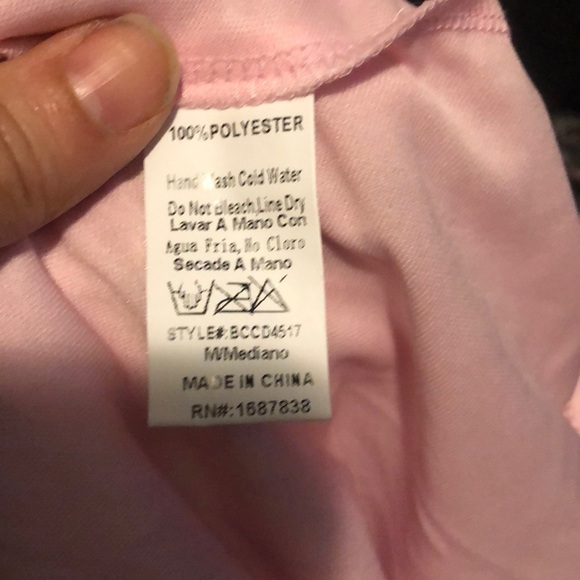 100%POLYESTER
Hand Wash Cold Water
Do Not Bleach,Line Dry
Lavar A Mano Con
Agua Fria,No Cloro
Secade A Mano
STYLE#:BCCD4517
M/Mediano
MADE IN CHINA
RN#:1687838